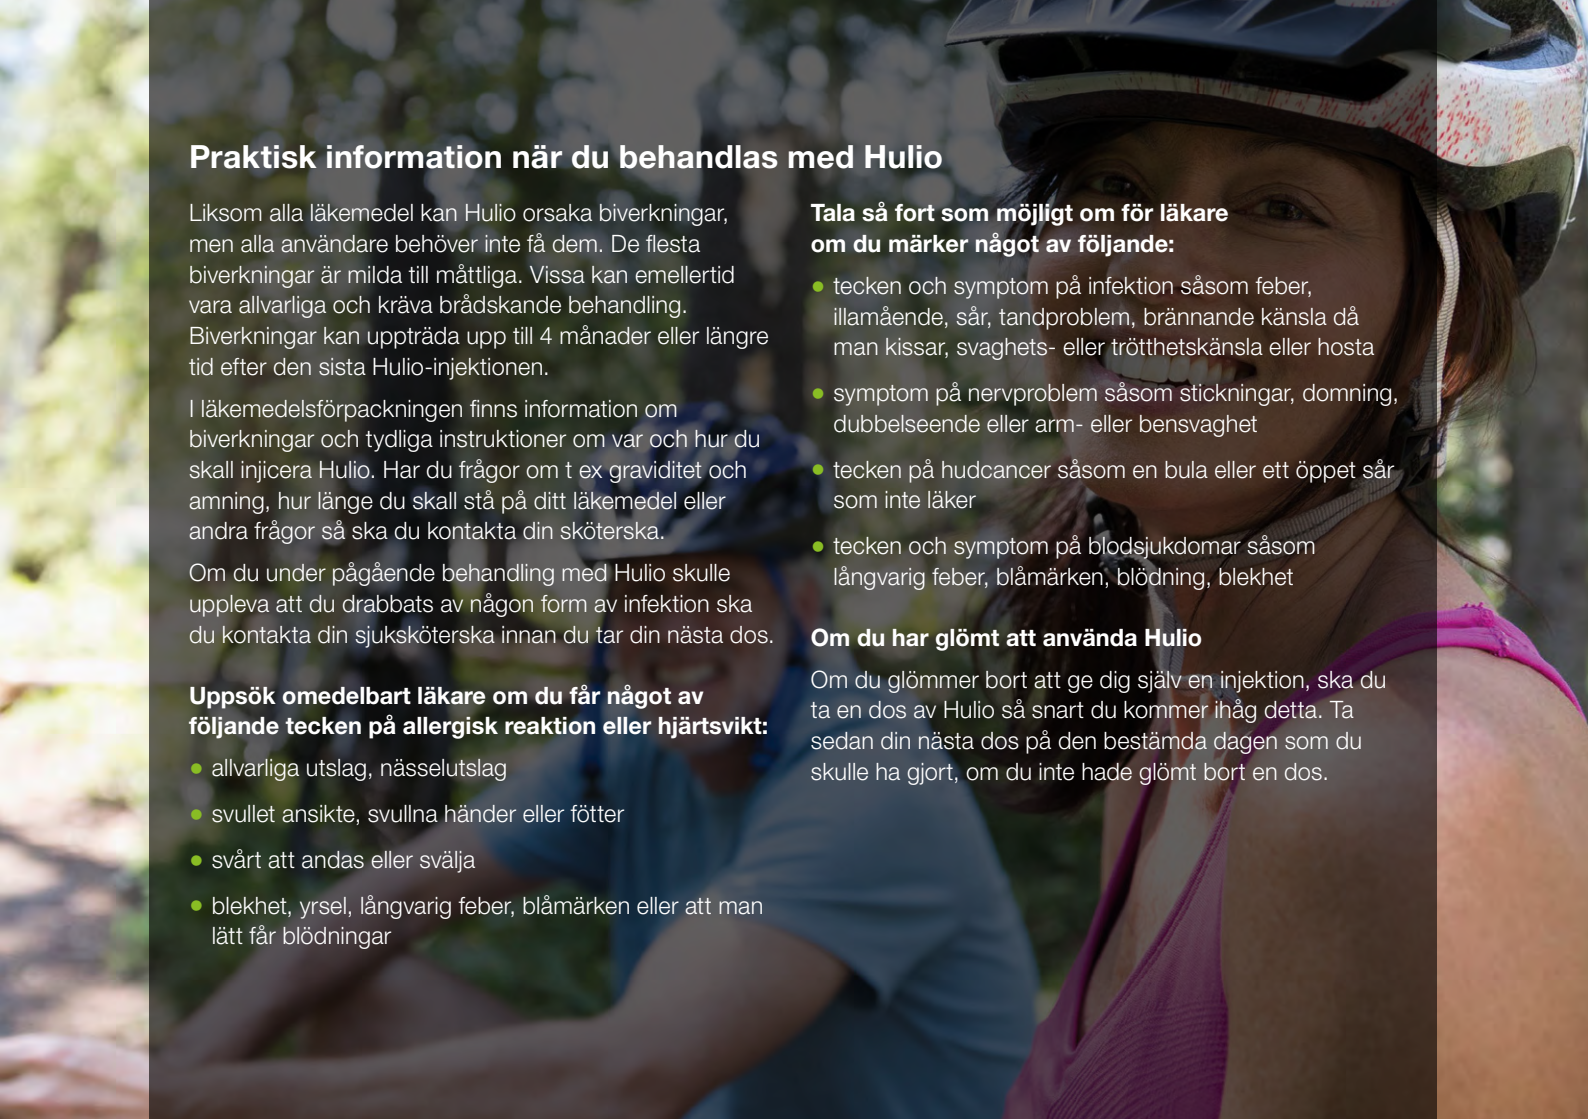 Praktisk information när du behandlas med Hulio
Liksom alla läkemedel kan Hulio orsaka biverkningar,
men alla användare behöver inte få dem. De flesta
biverkningar är milda till måttliga. Vissa kan emellertid
vara allvarliga och kräva brådskande behandling.
Biverkningar kan uppträda upp till 4 månader eller längre
tid efter den sista Hulio-injektionen.
I läkemedelsförpackningen finns information om
biverkningar och tydliga instruktioner om var och hur du
skall injicera Hulio. Har du frågor om t ex graviditet och
amning, hur länge du skall stå på ditt läkemedel eller
andra frågor så ska du kontakta din sköterska.
Om du under pågående behandling med Hulio skulle
uppleva att du drabbats av någon form av infektion ska
du kontakta din sjuksköterska innan du tar din nästa dos.
Uppsök omedelbart läkare om du får något av
följande tecken på allergisk reaktion eller hjärtsvikt:
• allvarliga utslag, nässelutslag
• svullet ansikte, svullna händer eller fötter
• svårt att andas eller svälja
• blekhet, yrsel, långvarig feber, blåmärken eller att man
lätt får blödningar
Tala så fort som möjligt om för läkare
om du märker något av följande:
• tecken och symptom på infektion såsom feber,
illamående, sår, tandproblem, brännande känsla då
man kissar, svaghets- eller trötthetskänsla eller hosta
• symptom på nervproblem såsom stickningar, domning,
dubbelseende eller arm- eller bensvaghet
• tecken på hudcancer såsom en bula eller ett öppet sår
som inte läker
• tecken och symptom på blodsjukdomar såsom
långvarig feber, blåmärken, blödning, blekhet
Om du har glömt att använda Hulio
Om du glömmer bort att ge dig själv en injektion, ska du
ta en dos av Hulio så snart du kommer ihåg detta. Ta
sedan din nästa dos på den bestämda dagen som du
skulle ha gjort, om du inte hade glömt bort en dos.